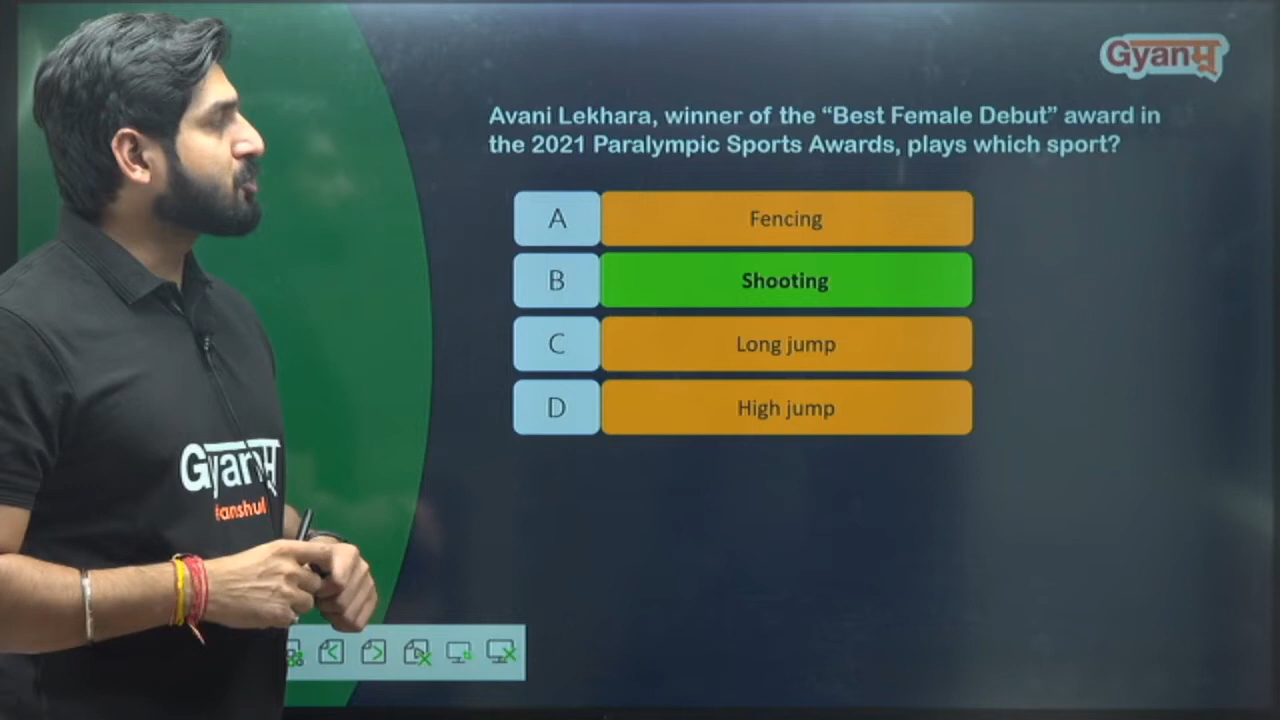 Gyanम्
Avani Lekhara, winner of the “Best Female Debut” award in
the 2021 Paralympic Sports Awards, plays which sport?
A Fencing
B Shooting
C Long jump
D High jump
Gyanम्
#anshul